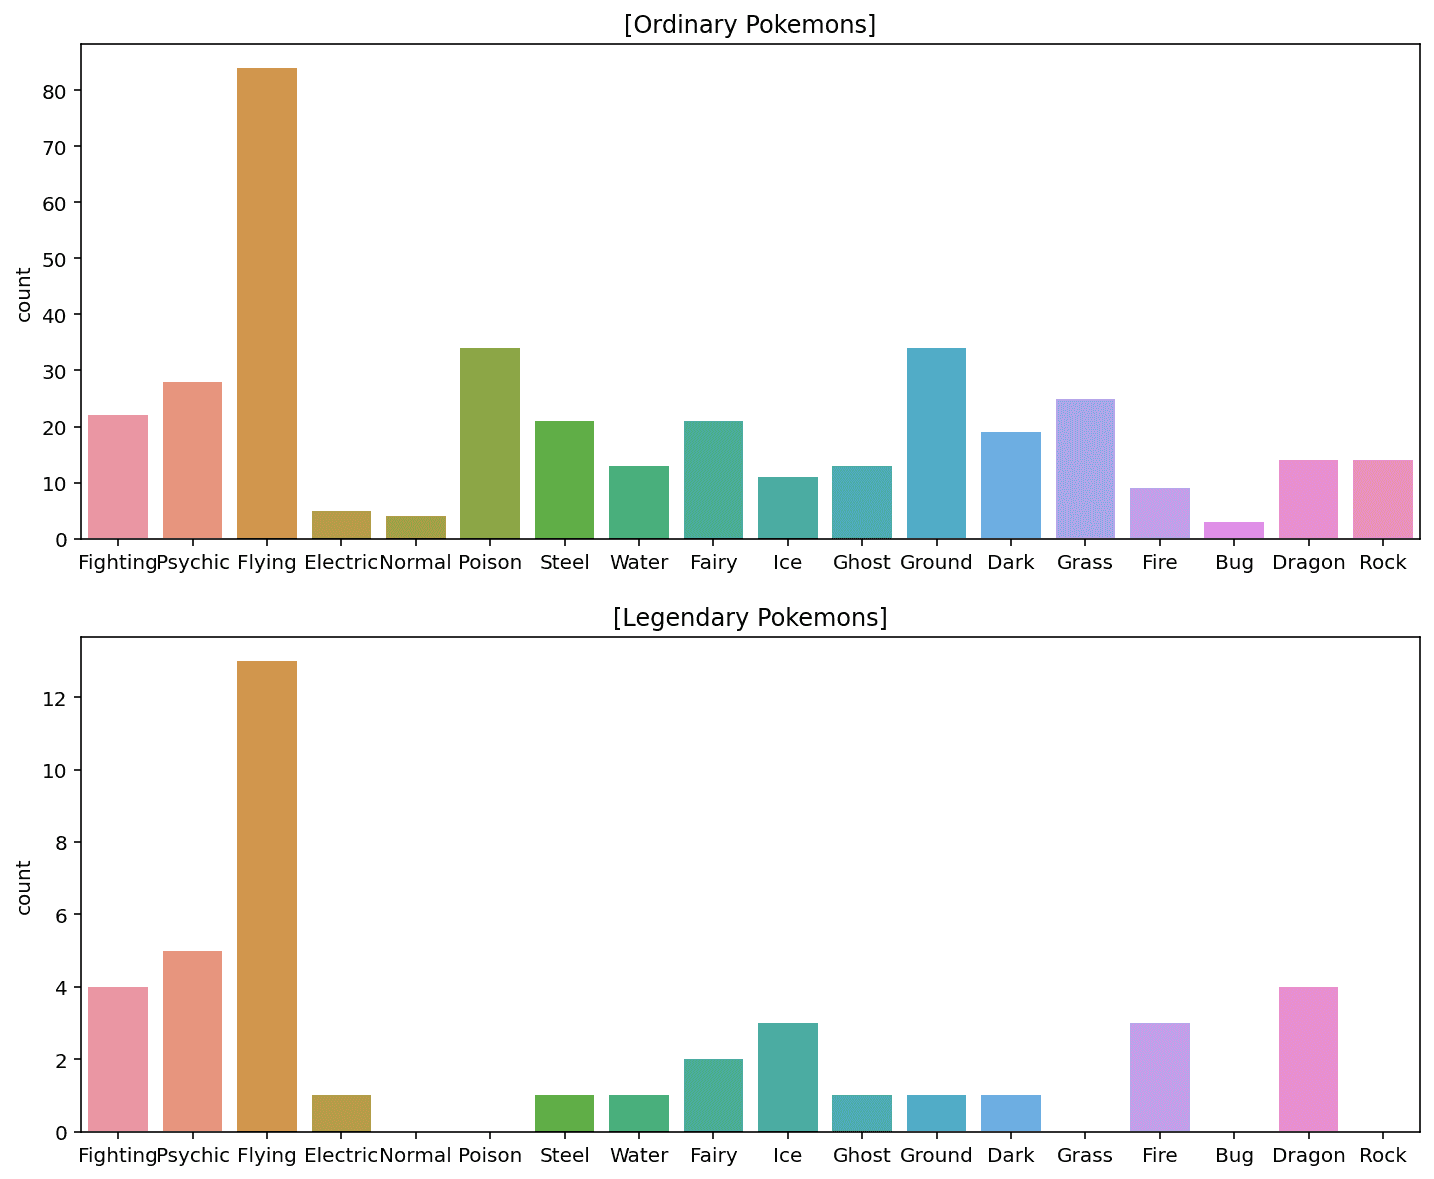 [Ordinary Pokemons]
80
70
60
50
40
30
20
10
0
count
Fighting Psychic Flying Electric Normal Poison Steel Water Fairy Ice Ghost Ground Dark Grass Fire Bug Dragon Rock
[Legendary Pokemons]
12
10
8
6
4
2
0
count
Fighting Psychic Flying Electric Normal Poison Steel Water Fairy Ice Ghost Ground Dark Grass Fire Bug Dragon Rock